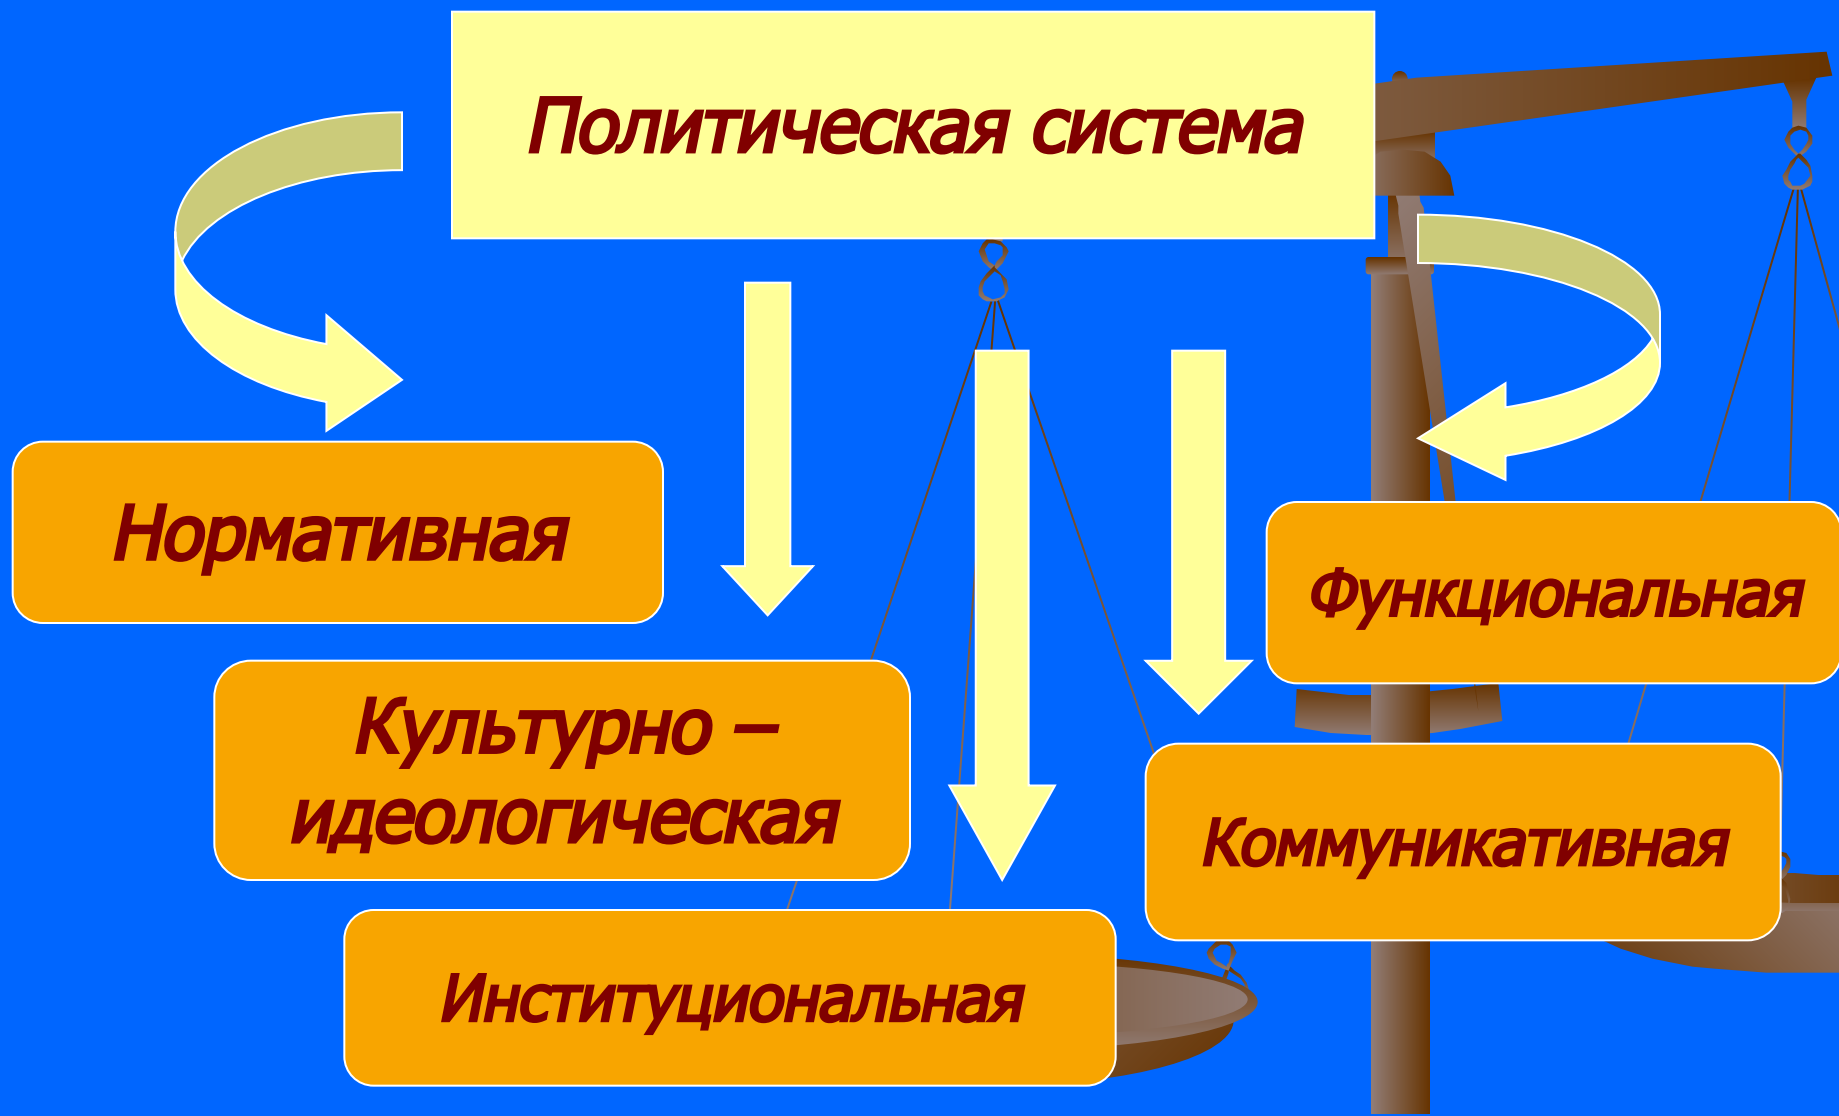 Политическая система
Нормативная
Функциональная
Культурно –
идеологическая
Коммуникативная
Институциональная